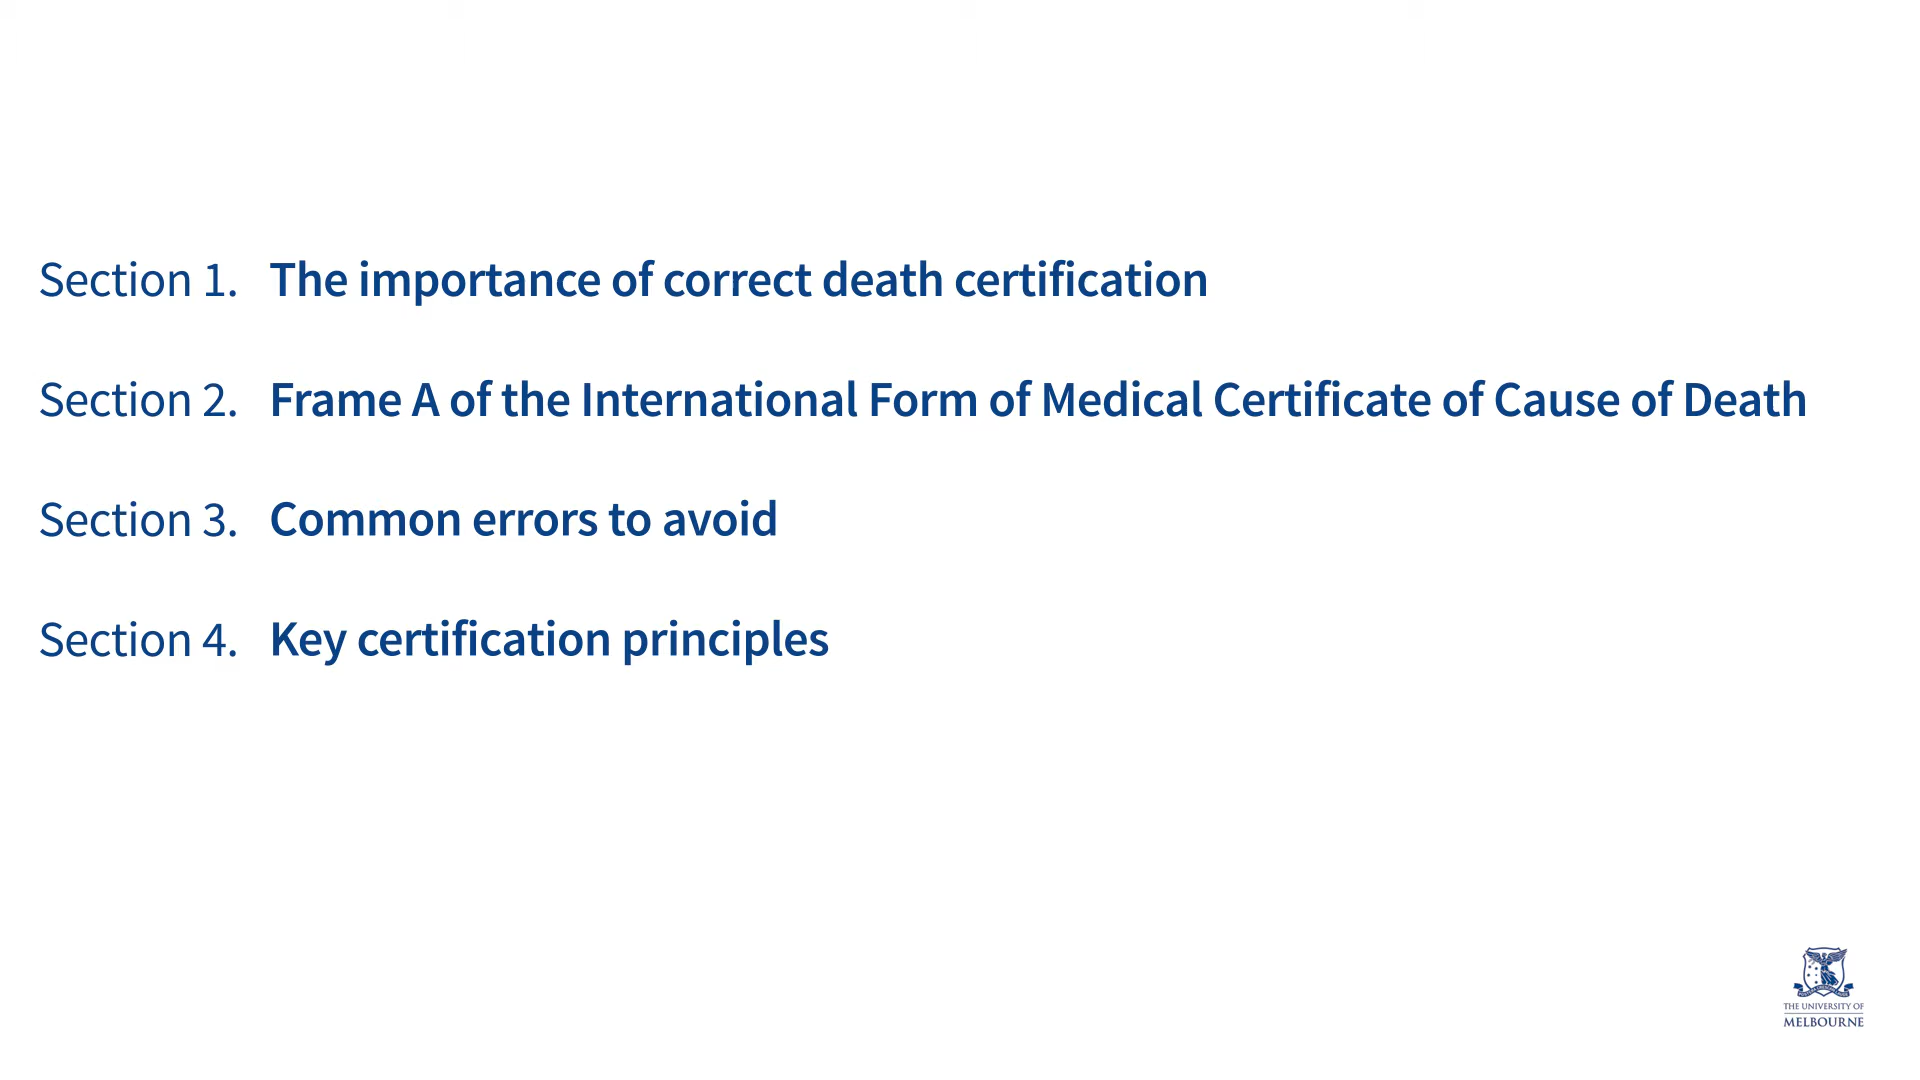 Section 1. The importance of correct death certification
Section 2. Frame A of the International Form of Medical Certificate of Cause of Death
Section 3. Common errors to avoid
Section 4. Key certification principles
THE UNIVERSITY OF
MELBOURNE